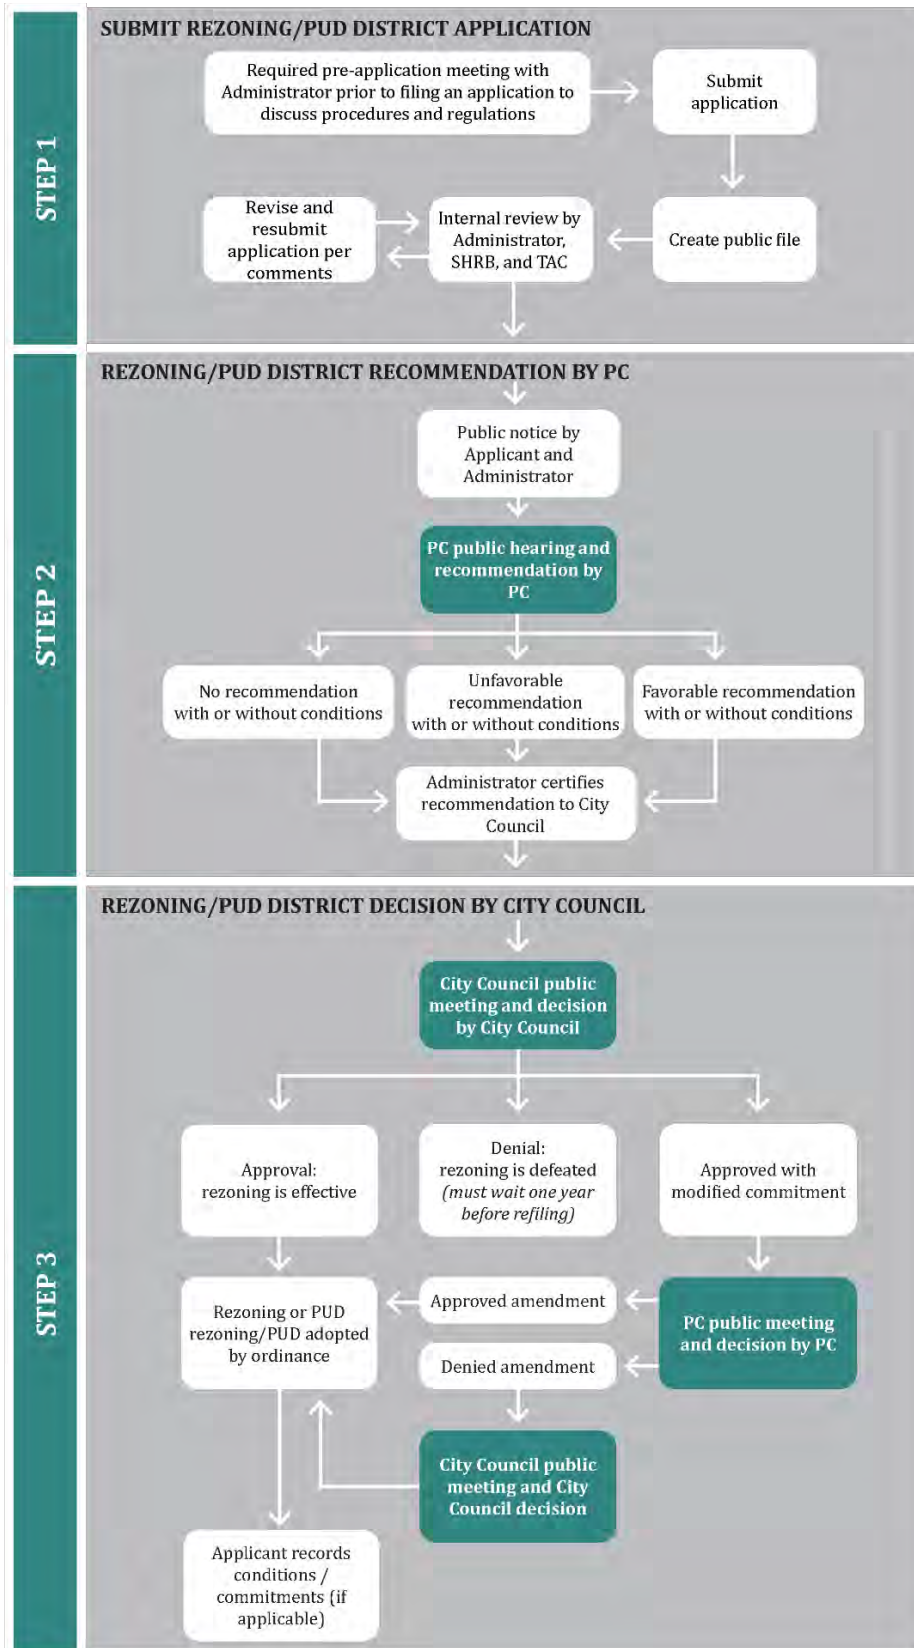 STEP 1
SUBMIT REZONING/PUD DISTRICT APPLICATION
Required pre-application meeting with
Administrator prior to filing an application to
discuss procedures and regulations
Submit
application
Revise and
resubmit
application per
comments
Internal review by
Administrator,
SHRB, and TAC
Create public file
STEP 2
REZONING/PUD DISTRICT RECOMMENDATION BY PC
Public notice by
Applicant and
Administrator
PC public hearing and
recommendation by
PC
No recommendation
with or without conditions
Unfavorable
recommendation
with or without conditions
Favorable recommendation
with or without conditions
Administrator certifies
recommendation to City
Council
STEP 3
REZONING/PUD DISTRICT DECISION BY CITY COUNCIL
City Council public
meeting and decision
by City Council
Approval:
rezoning is effective
Denial:
rezoning is defeated
(must wait one year
before refiling)
Approved with
modified commitment
Rezoning or PUD
rezoning/PUD adopted
by ordinance
Approved amendment
Denied amendment
PC public meeting
and decision by PC
City Council public
meeting and City
Council decision
Applicant records
conditions /
commitments (if
applicable)